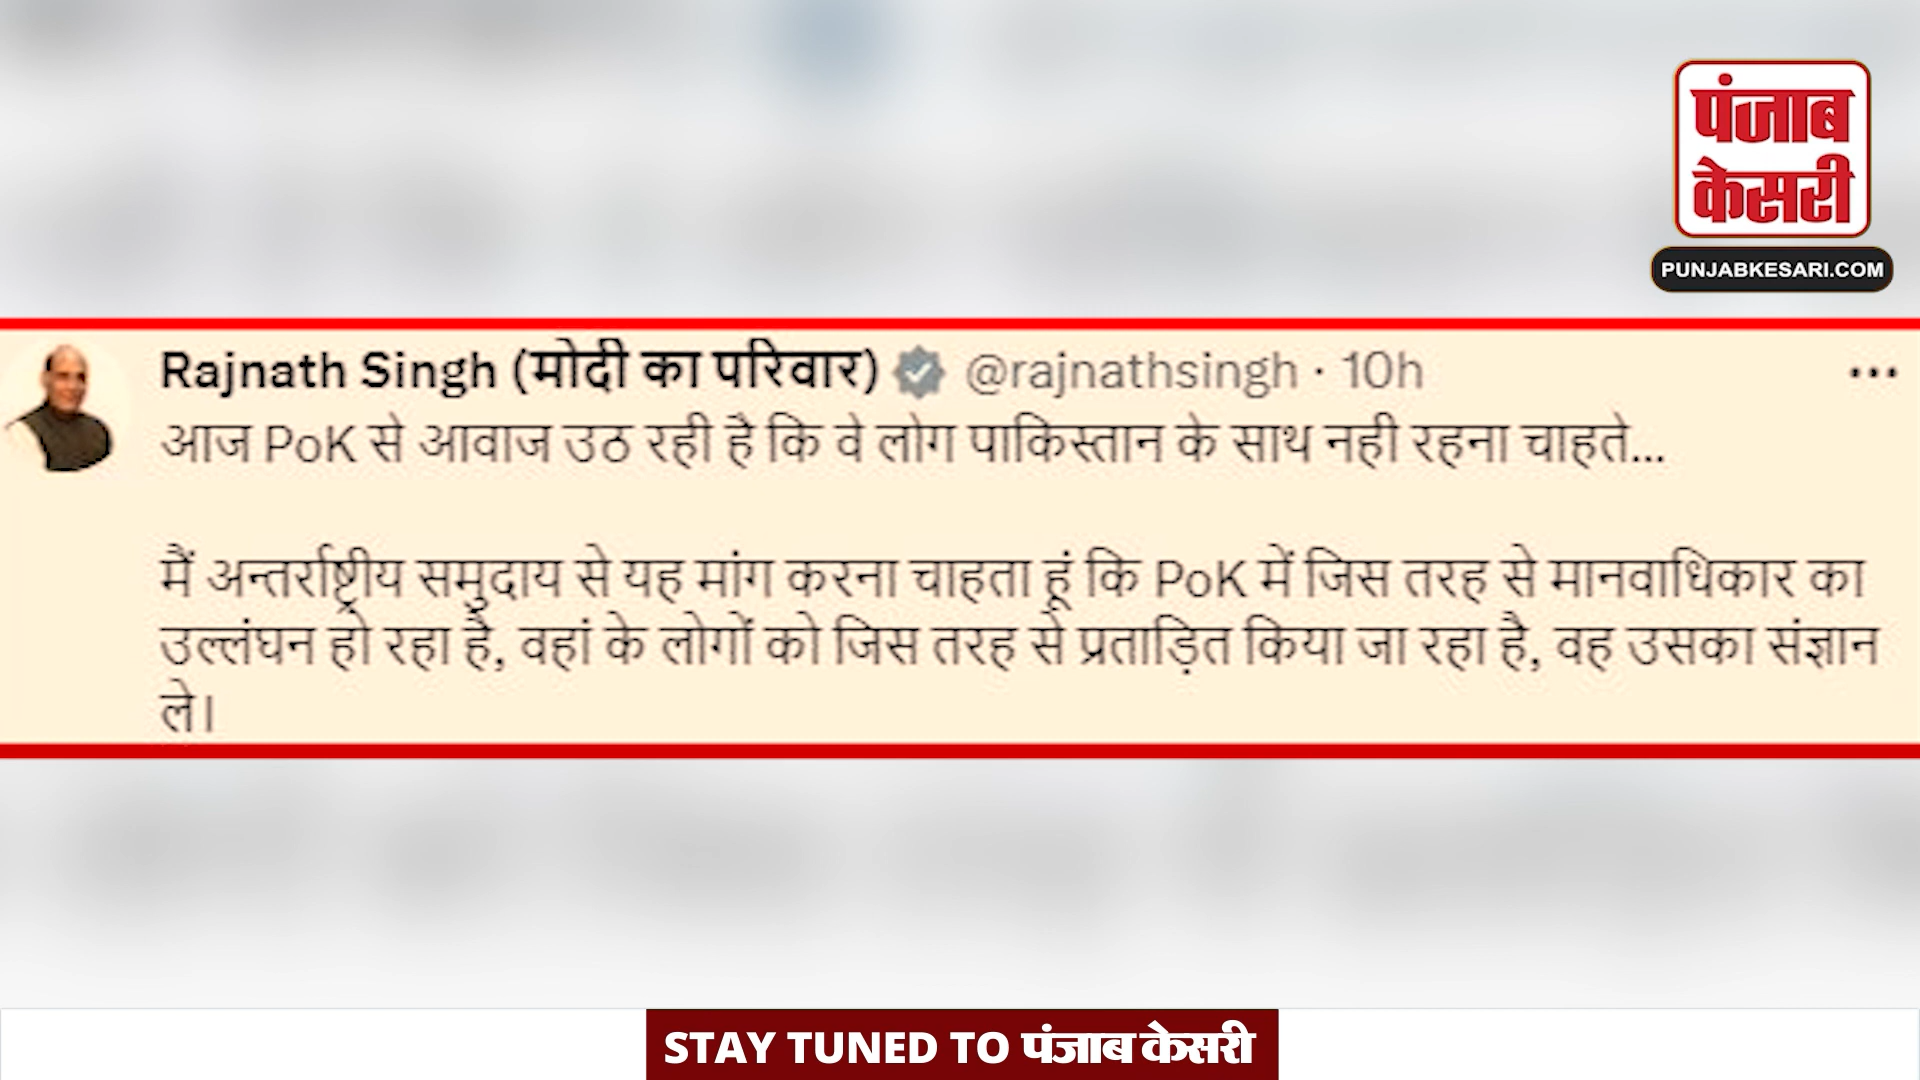 पंजाब
केसरी
PUNJABKESARI.COM
Rajnath Singh (मोदी का परिवार) @rajnathsingh · 10h
आज PoK से आवाज उठ रही है कि वे लोग पाकिस्तान के साथ नही रहना चाहते...
मैं अन्तर्राष्ट्रीय समुदाय से यह मांग करना चाहता हूं कि PoK में जिस तरह से मानवाधिकार का
उल्लंघन हो रहा है, वहां के लोगों को जिस तरह से प्रताड़ित किया जा रहा है, वह उसका संज्ञान
ले।
STAY TUNED TO पंजाब केसरी